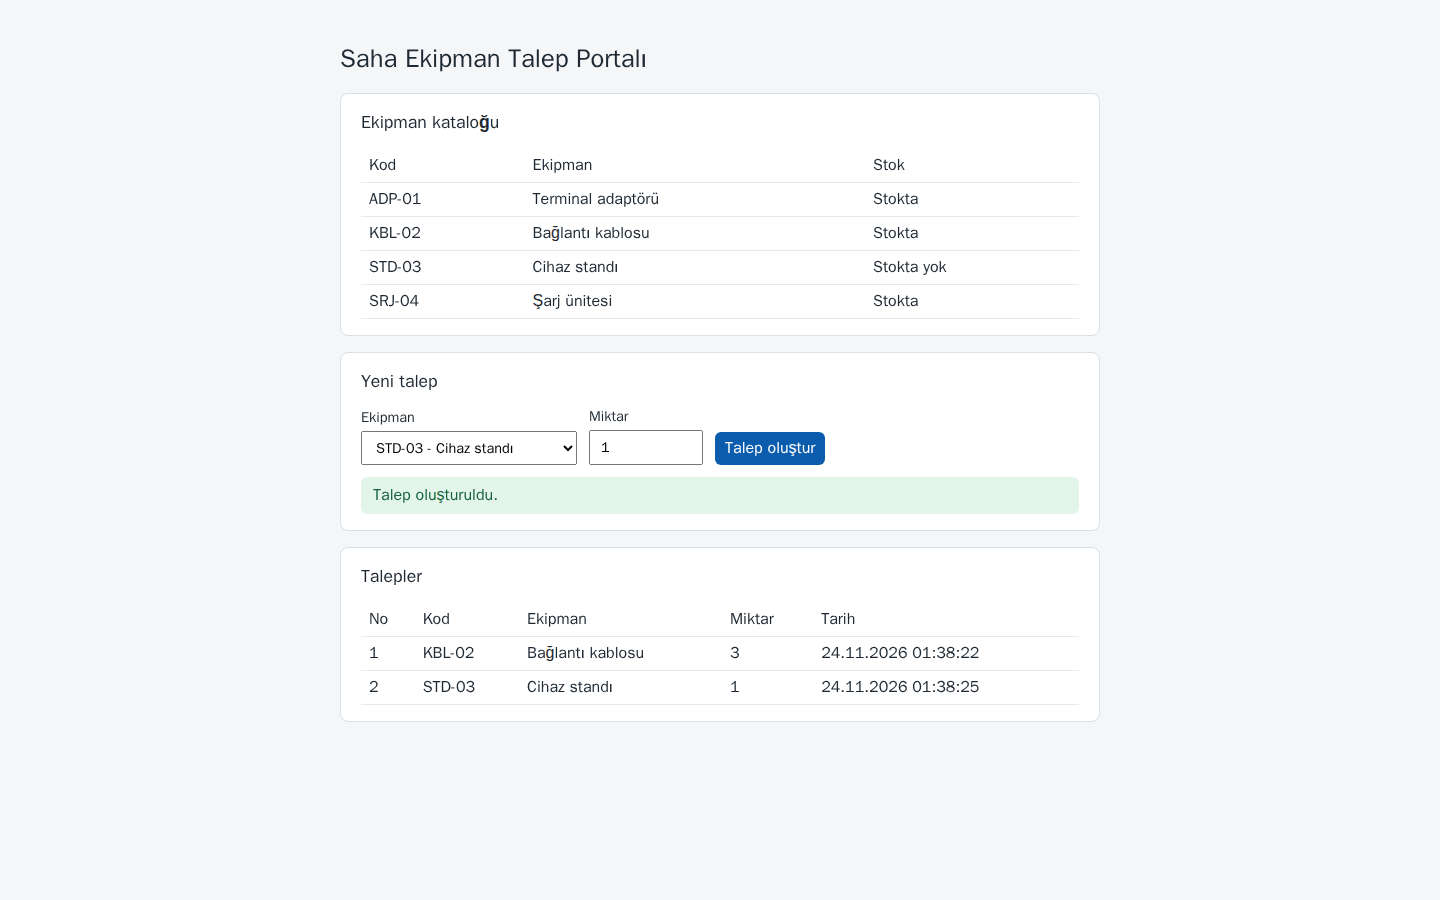 Saha Ekipman Talep Portalı
Ekipman kataloğu
Kod Ekipman Stok
ADP-01 Terminal adaptörü Stokta
KBL-02 Bağlantı kablosu Stokta
STD-03 Cihaz standı Stokta yok
SRJ-04 Şarj ünitesi Stokta
Yeni talep
Ekipman Miktar
STD-03 - Cihaz standı 1 Talep oluştur
Talep oluşturuldu.
Talepler
No Kod Ekipman Miktar Tarih
1 KBL-02 Bağlantı kablosu 3 24.11.2026 01:38:22
2 STD-03 Cihaz standı 1 24.11.2026 01:38:25